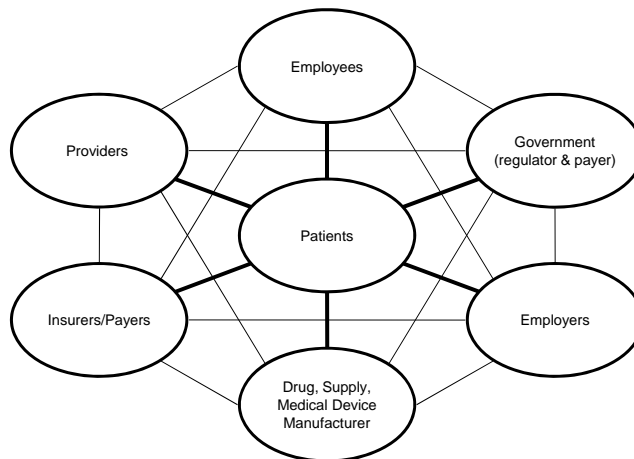 Employees
Providers
Government
(regulator & payer)
Patients
Insurers/Payers
Employers
Drug, Supply,
Medical Device
Manufacturer